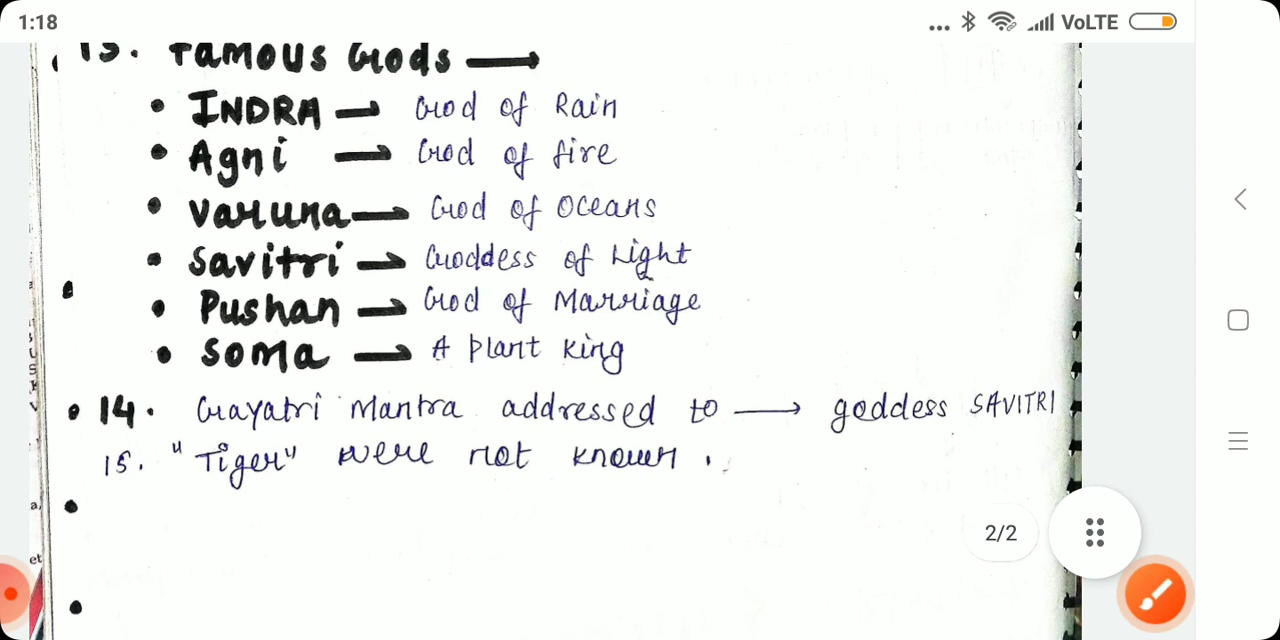 1:18 ... VoLTE
13. Famous Gods →
• INDRA → God of Rain
• Agni → God of fire
• Varuna → God of Oceans
• Savitri → Goddess of Light
• Pushan → God of Marriage
• Soma → A plant King
• 14. Gayatri Mantra addressed to → goddess SAVITRI
15. "Tiger" were not known .
a,
et
2/2